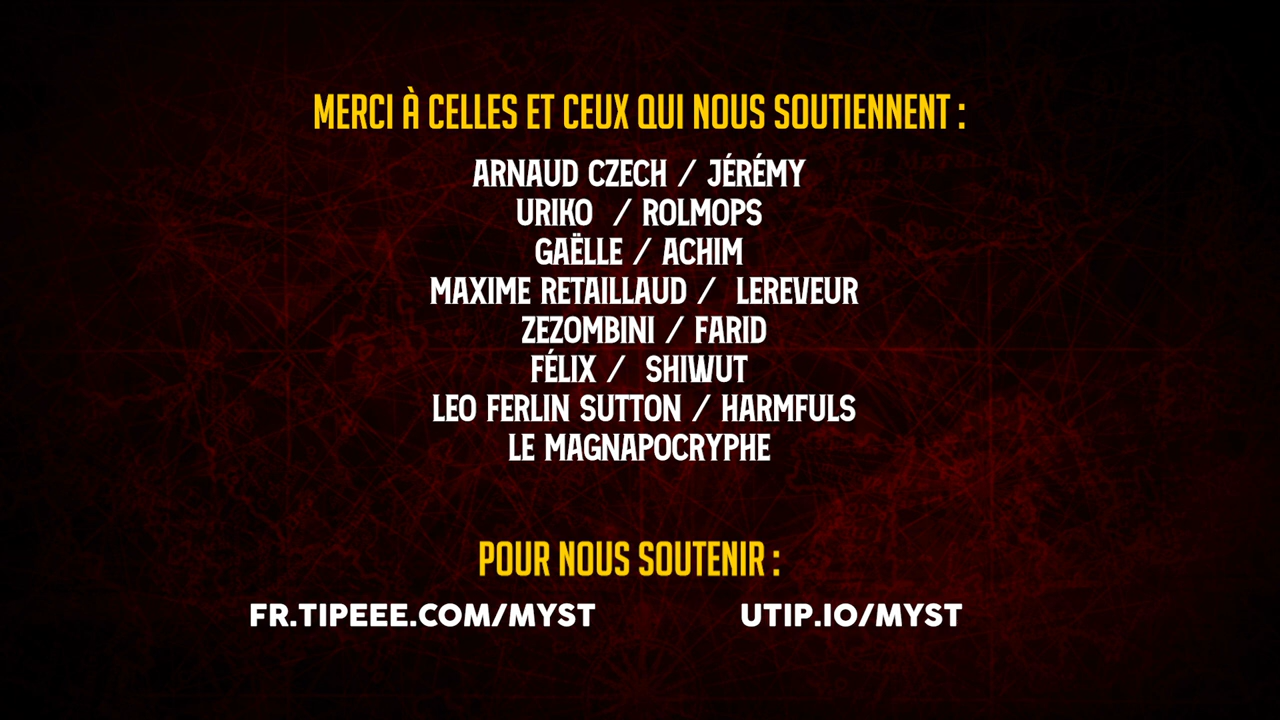 MERCI À CELLES ET CEUX QUI NOUS SOUTIENNENT :
ARNAUD CZECH / JÉRÉMY
URIKO / ROLMOPS
GAËLLE / ACHIM
MAXIME RETAILLAUD / LEREVEUR
ZEZOMBINI / FARID
FÉLIX / SHIWUT
LEO FERLIN SUTTON / HARMFULS
LE MAGNAPOCRYPHE
POUR NOUS SOUTENIR :
FR.TIPEEE.COM/MYST UTIP.IO/MYST